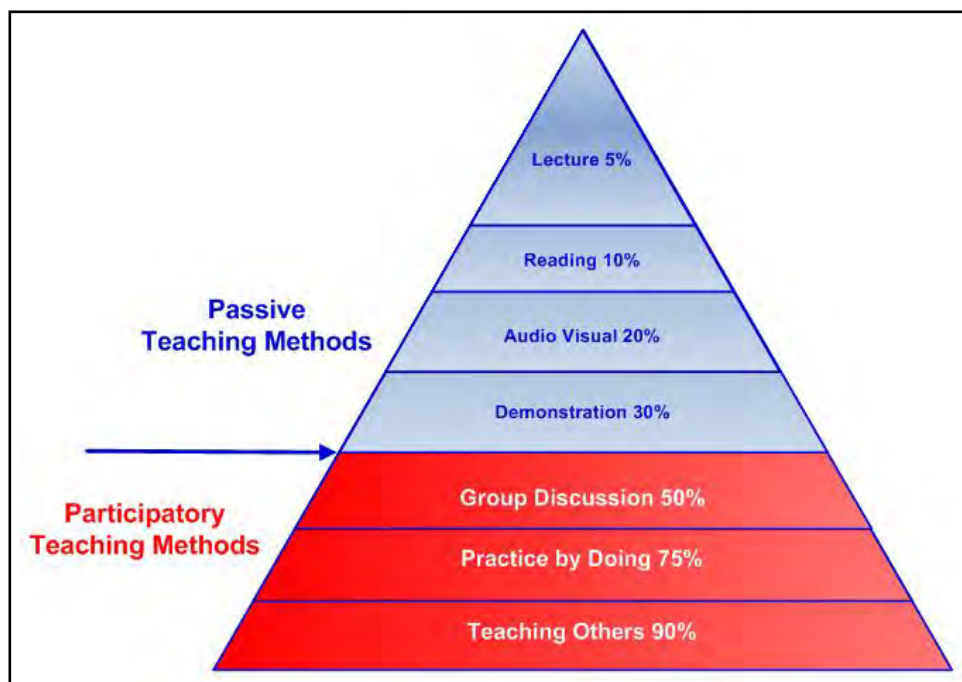 Lecture 5%
Reading 10%
Passive
Teaching Methods
Audio Visual 20%
Demonstration 30%
Participatory
Teaching Methods
Group Discussion 50%
Practice by Doing 75%
Teaching Others 90%